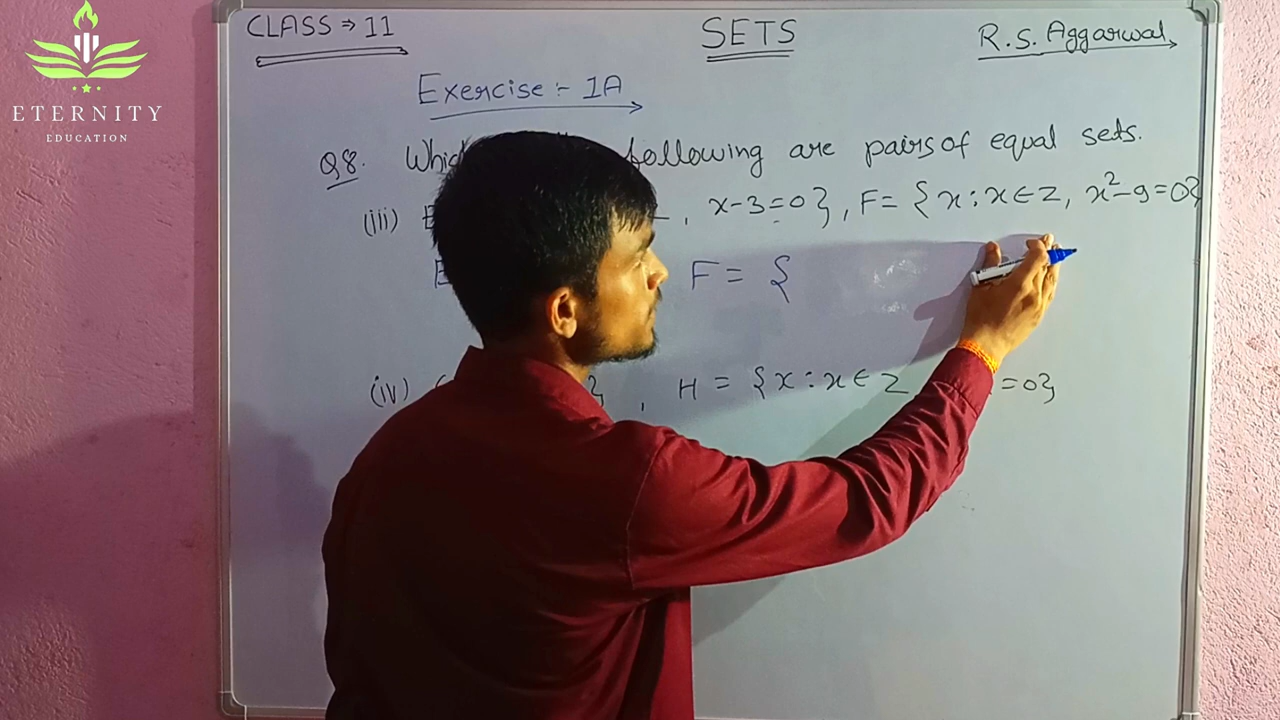 CLASS ⇒ 11 SETS R.S. Aggarwal
ETERNITY
EDUCATION
Exercise :- 1A
Q8. following are pairs of equal sets.
(iii) , x-3=0}, F= {x : x ∈ Z, x²-9=0}
F = {
(iv) } , H = {x : x ∈ Z =0}